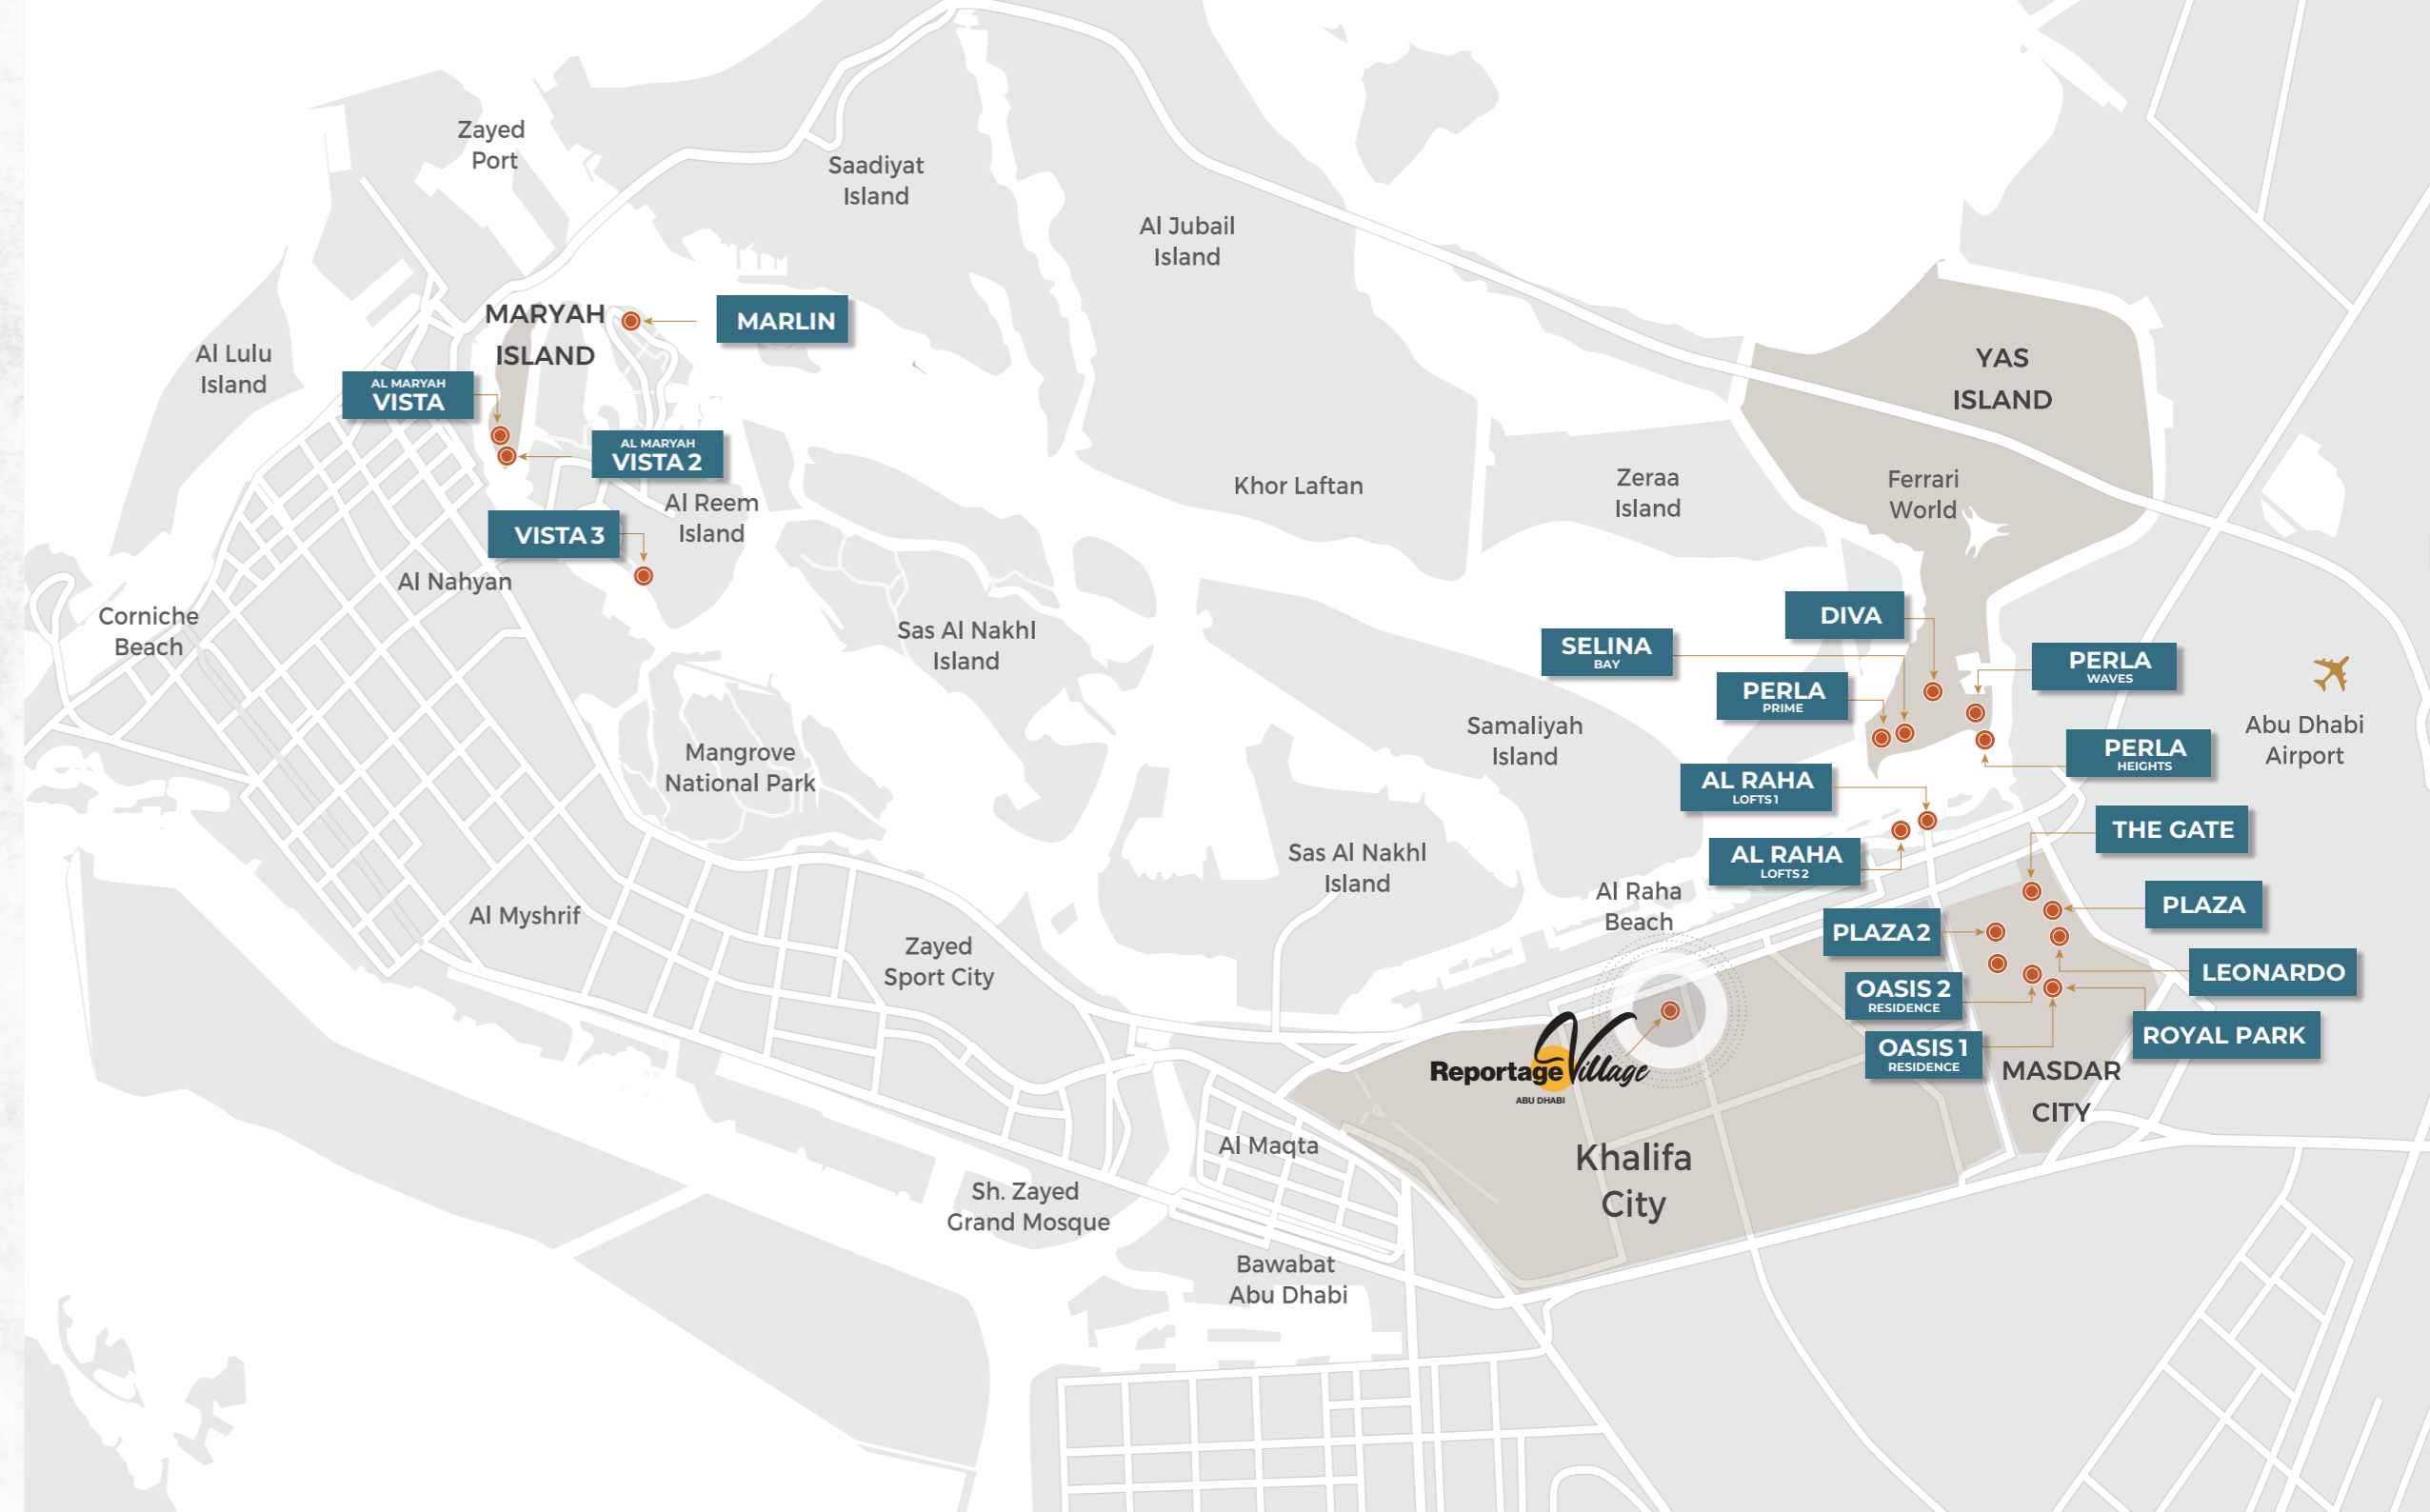 Zayed
Port
Saadiyat
Island
Al Jubail
Island
MARYAH
ISLAND
MARLIN
Al Lulu
Island
AL MARYAH
VISTA
AL MARYAH
VISTA 2
YAS
ISLAND
Khor Laftan
Zeraa
Island
Ferrari
World
Al Reem
Island
VISTA 3
Al Nahyan
Corniche
Beach
Sas Al Nakhl
Island
DIVA
SELINA
BAY
PERLA
WAVES
PERLA
PRIME
Samaliyah
Island
Abu Dhabi
Airport
Mangrove
National Park
PERLA
HEIGHTS
AL RAHA
LOFTS 1
THE GATE
AL RAHA
LOFTS 2
Sas Al Nakhl
Island
Al Raha
Beach
PLAZA
Al Myshrif
PLAZA 2
Zayed
Sport City
LEONARDO
OASIS 2
RESIDENCE
ROYAL PARK
OASIS 1
RESIDENCE
Reportage Village
ABU DHABI
MASDAR
CITY
Al Maqta
Khalifa
City
Sh. Zayed
Grand Mosque
Bawabat
Abu Dhabi